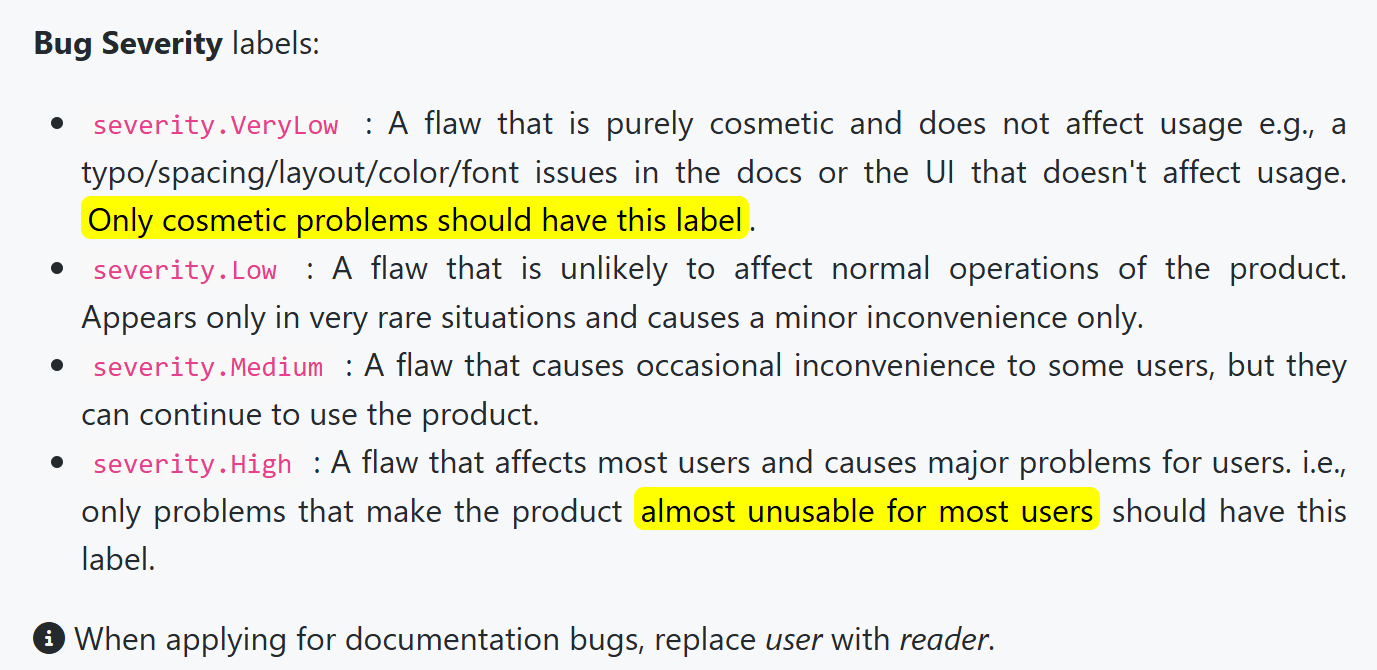 Bug Severity labels:
• severity.VeryLow : A flaw that is purely cosmetic and does not affect usage e.g., a
typo/spacing/layout/color/font issues in the docs or the UI that doesn't affect usage.
Only cosmetic problems should have this label.
• severity.Low : A flaw that is unlikely to affect normal operations of the product.
Appears only in very rare situations and causes a minor inconvenience only.
• severity.Medium : A flaw that causes occasional inconvenience to some users, but they
can continue to use the product.
• severity.High : A flaw that affects most users and causes major problems for users. i.e.,
only problems that make the product almost unusable for most users should have this
label.
When applying for documentation bugs, replace user with reader.